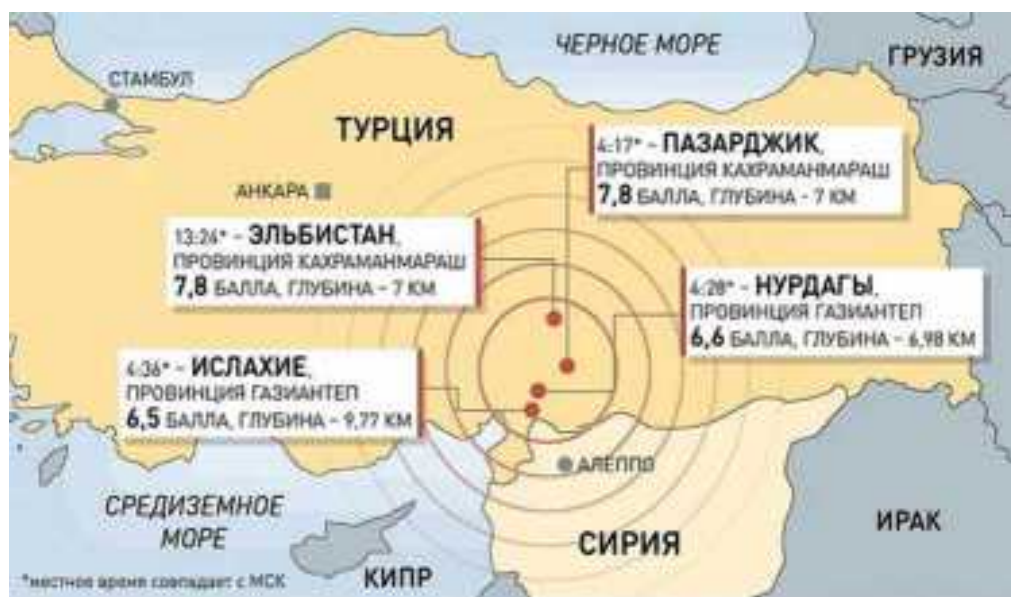 ЧЕРНОЕ МОРЕ
ГРУЗИЯ
СТАМБУЛ
ТУРЦИЯ
4:17* – ПАЗАРДЖИК,
ПРОВИНЦИЯ КАХРАМАНМАРАШ
7,8 БАЛЛА, ГЛУБИНА – 7 КМ
АНКАРА
13:24* – ЭЛЬБИСТАН,
ПРОВИНЦИЯ КАХРАМАНМАРАШ
7,8 БАЛЛА, ГЛУБИНА – 7 КМ
4:28* – НУРДАГЫ,
ПРОВИНЦИЯ ГАЗИАНТЕП
6,6 БАЛЛА, ГЛУБИНА – 6,98 КМ
4:36* – ИСЛАХИЕ,
ПРОВИНЦИЯ ГАЗИАНТЕП
6,5 БАЛЛА, ГЛУБИНА – 9,77 КМ
АЛЕППО
СРЕДИЗЕМНОЕ
МОРЕ
СИРИЯ
ИРАК
КИПР
*местное время совпадает с МСК